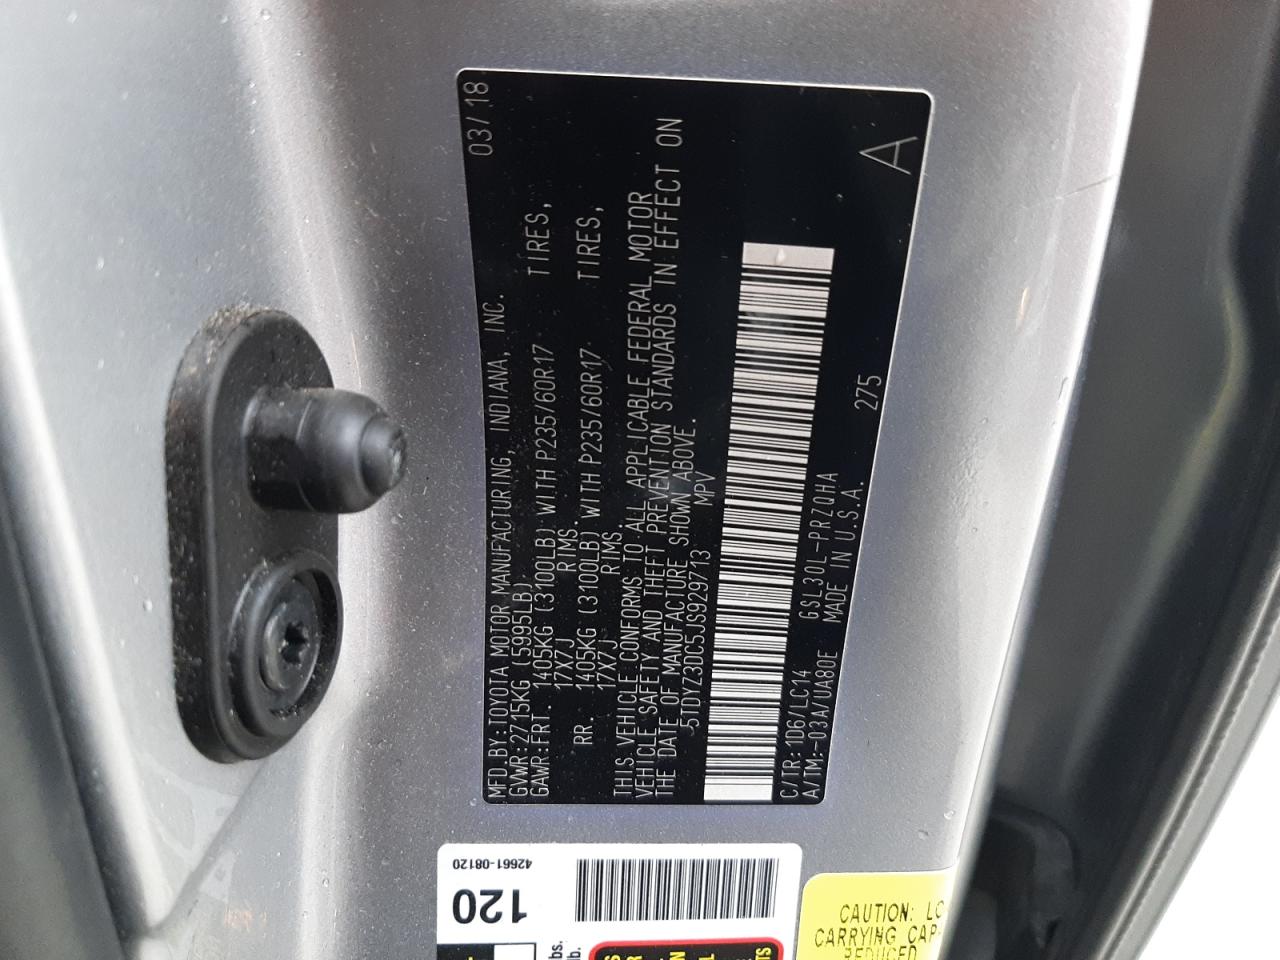 MFD.BY:TOYOTA MOTOR MANUFACTURING, INDIANA, INC. 03/18
GVWR:2715KG (5995LB)
GAWR:FRT. 1405KG (3100LB) WITH P235/60R17 TIRES,
17X7J RIMS.
RR. 1405KG (3100LB) WITH P235/60R17 TIRES,
17X7J RIMS.
THIS VEHICLE CONFORMS TO ALL APPLICABLE FEDERAL MOTOR
VEHICLE SAFETY AND THEFT PREVENTION STANDARDS IN EFFECT ON
THE DATE OF MANUFACTURE SHOWN ABOVE.
5TDYZ3DC5JS929713 MPV
C/TR:1D6/LC14 GSL30L-PRZQHA
A/TM:-03A/UA80E MADE IN U.S.A. 275
A
42661-08120
120
bs.
lb.
CAUTION: LO
CARRYING CAP
REDUCED